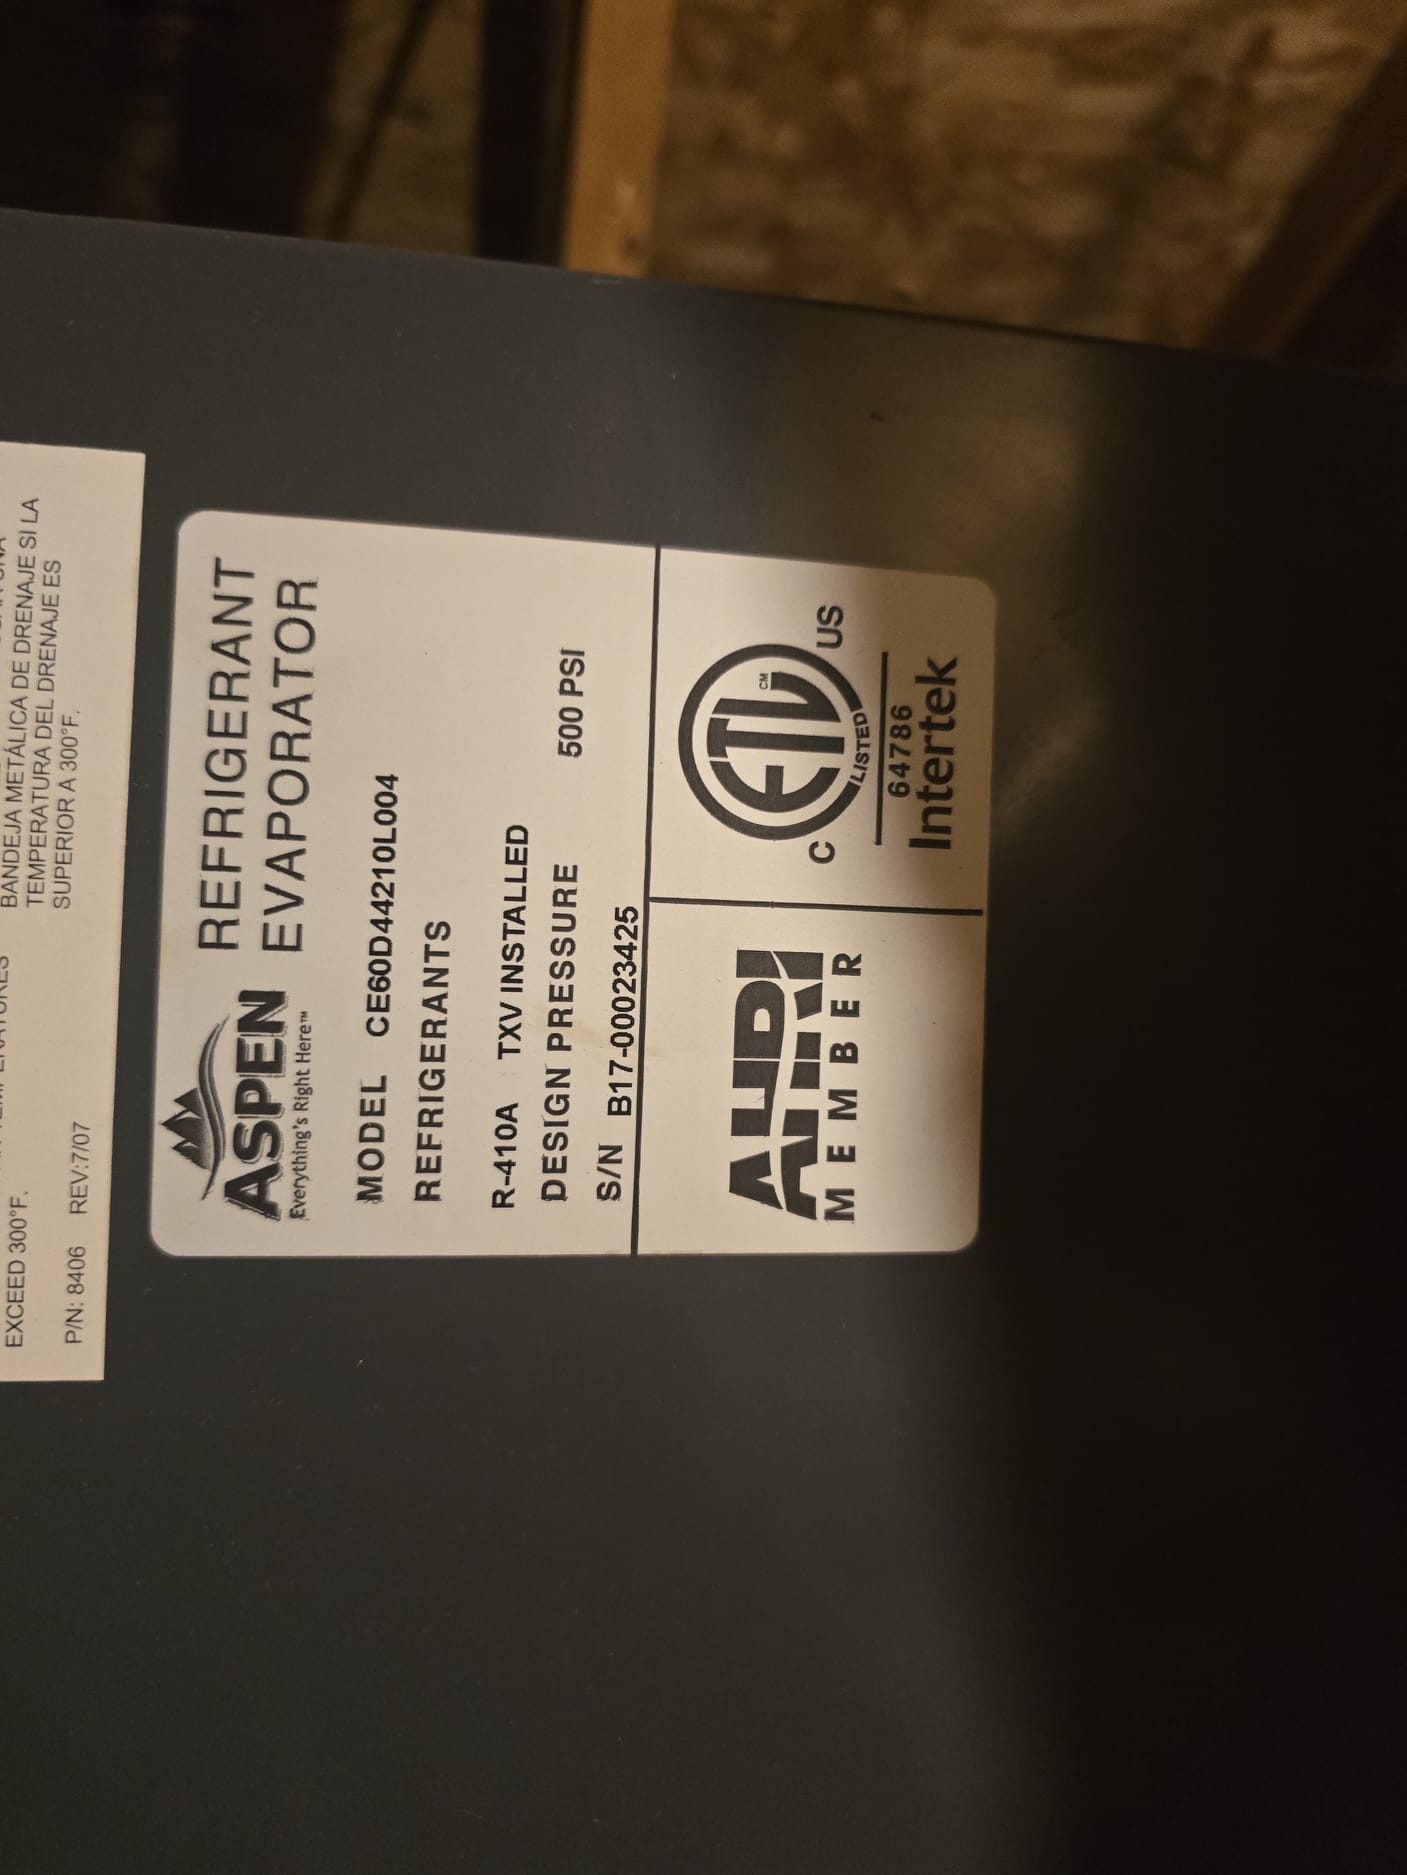 BANDEJA METÁLICA DE DRENAJE SI LA
TEMPERATURA DEL DRENAJE ES
SUPERIOR A 300°F.
EXCEED 300°F.
P/N: 8406 REV:7/07
ASPEN
Everything's Right Here™
REFRIGERANT
EVAPORATOR
MODEL CE60D44210L004
REFRIGERANTS
R-410A TXV INSTALLED
DESIGN PRESSURE 500 PSI
S/N B17-00023425
AHRI
MEMBER
ETL CM
LISTED
C US
64786
Intertek